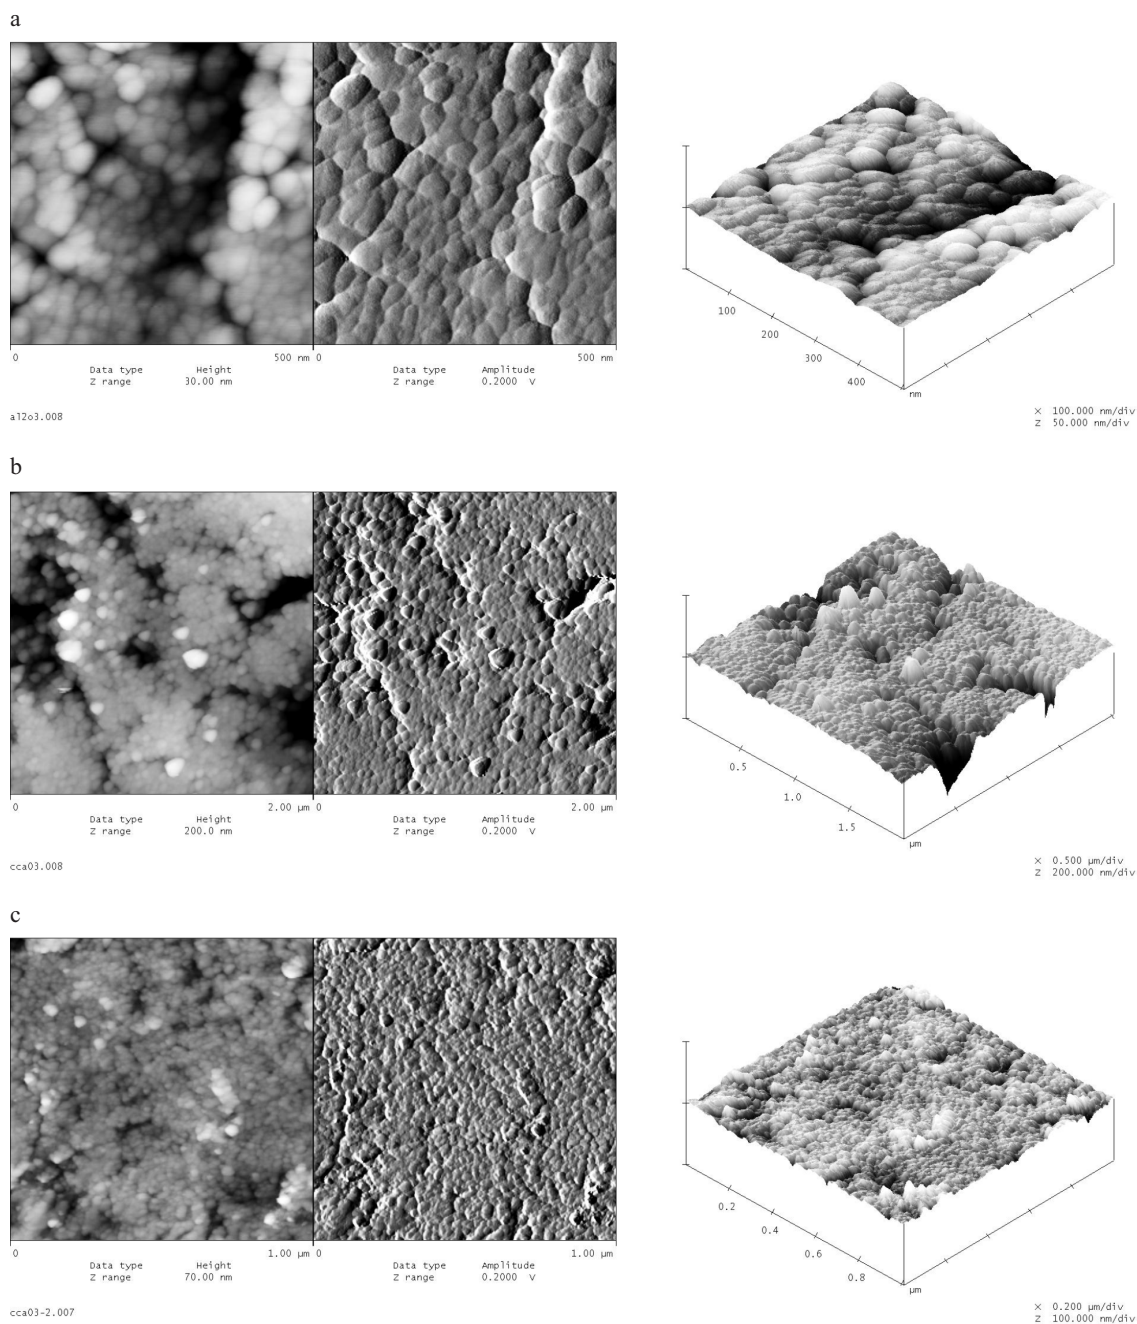 a
0 500 nm 0 500 nm
Data type Height Data type Amplitude
Z range 30.00 nm Z range 0.2000 V
100
200
300
400
nm
X 100.000 nm/div
Z 50.000 nm/div
al2o3.008
b
0 2.00 µm 0 2.00 µm
Data type Height Data type Amplitude
Z range 200.0 nm Z range 0.2000 V
0.5
1.0
1.5
µm
X 0.500 µm/div
Z 200.000 nm/div
cca03.008
c
0 1.00 µm 0 1.00 µm
Data type Height Data type Amplitude
Z range 70.00 nm Z range 0.2000 V
0.2
0.4
0.6
0.8
µm
X 0.200 µm/div
Z 100.000 nm/div
cca03-2.007